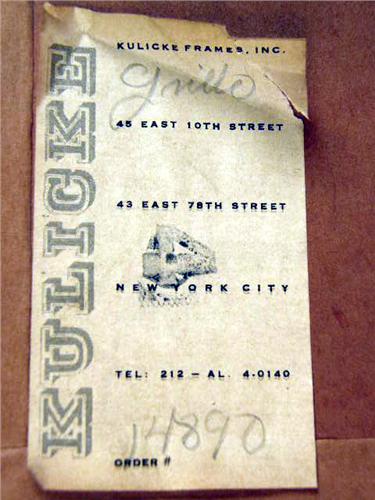 KULICKE
KULICKE FRAMES, INC.
Grillo
45 EAST 10TH STREET
43 EAST 78TH STREET
NEW YORK CITY
TEL: 212 - AL. 4-0140
14890
ORDER #